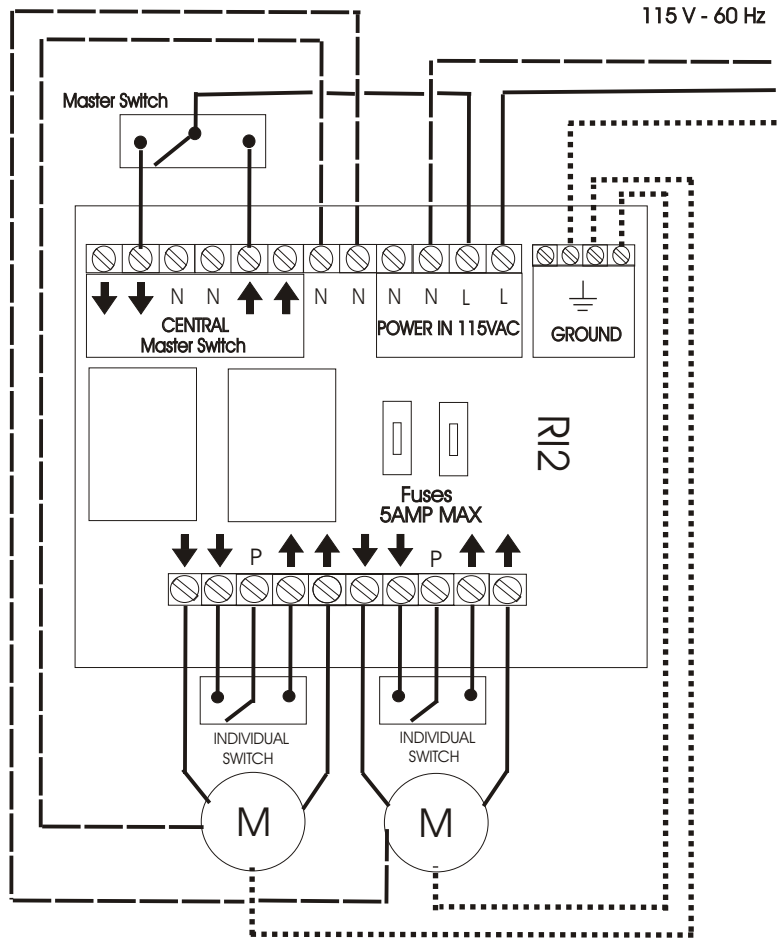 115 V - 60 Hz
Master Switch
N N N N N N L L
CENTRAL
Master Switch
POWER IN 115VAC
GROUND
RI2
Fuses
5AMP MAX
P P
INDIVIDUAL
SWITCH
INDIVIDUAL
SWITCH
M M